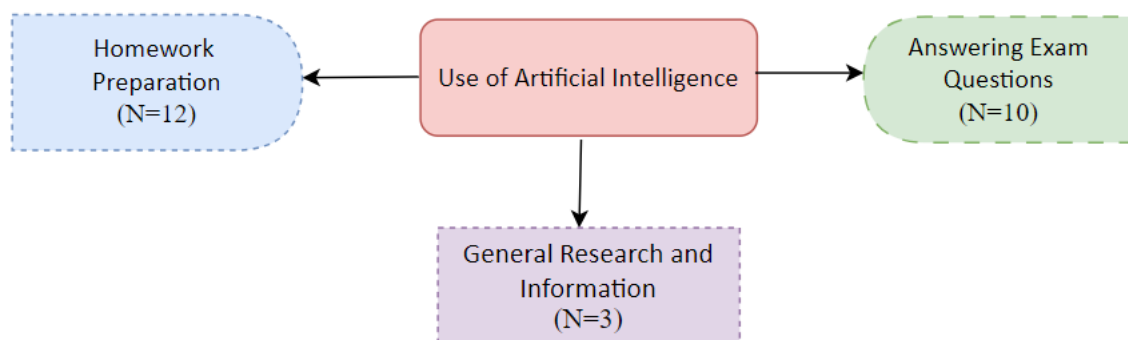 Homework
Preparation
(N=12)
Use of Artificial Intelligence
Answering Exam
Questions
(N=10)
General Research and
Information
(N=3)